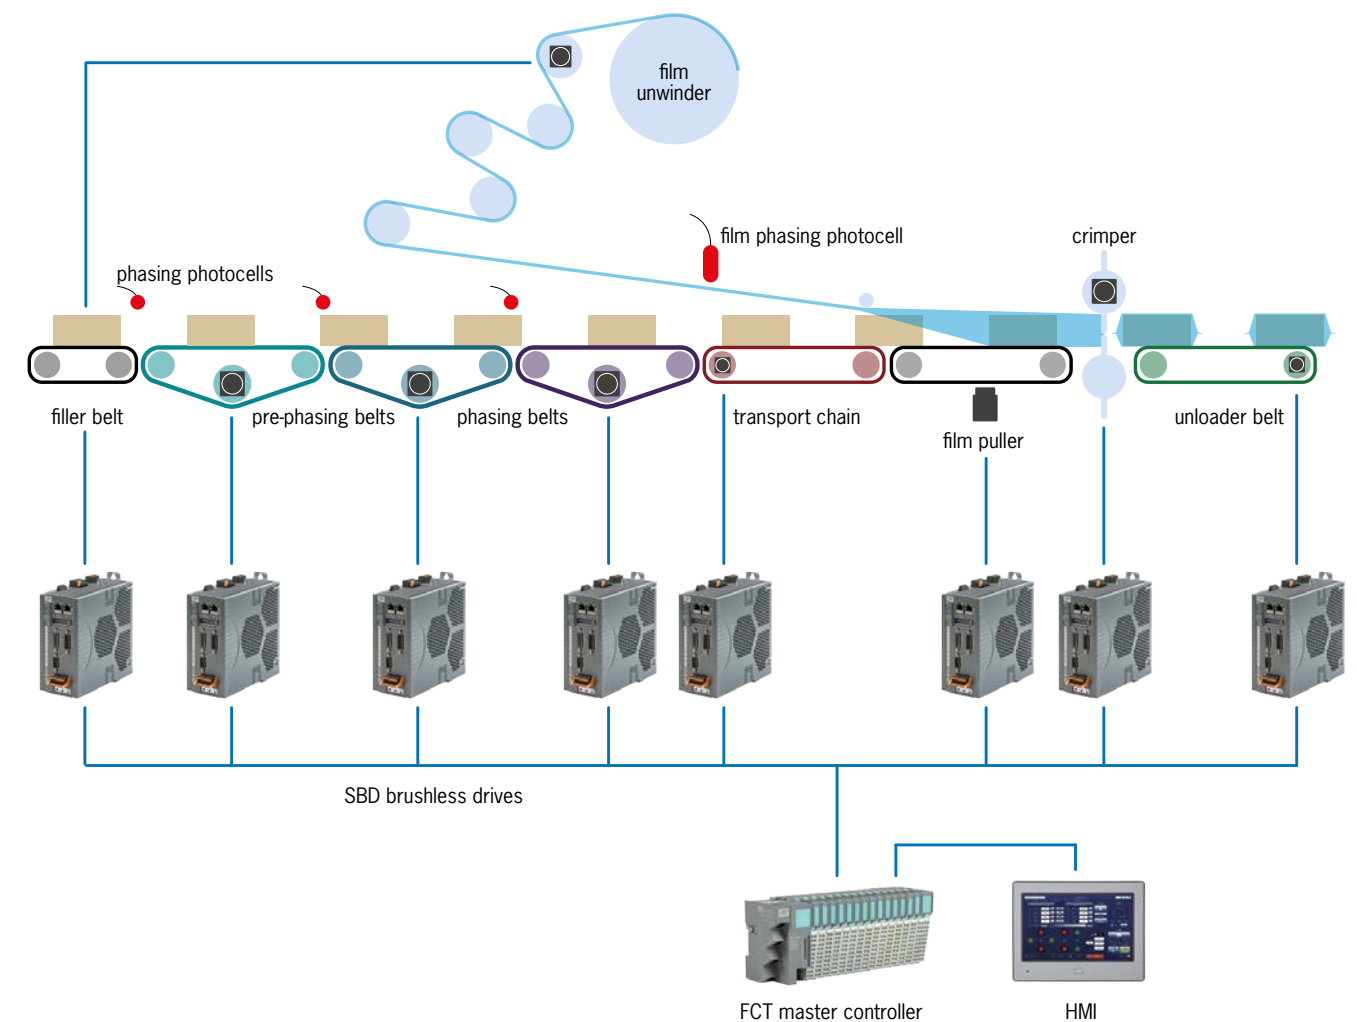 film
unwinder
film phasing photocell
crimper
phasing photocells
filler belt
pre-phasing belts
phasing belts
transport chain
film puller
unloader belt
SBD brushless drives
FCT master controller
HMI